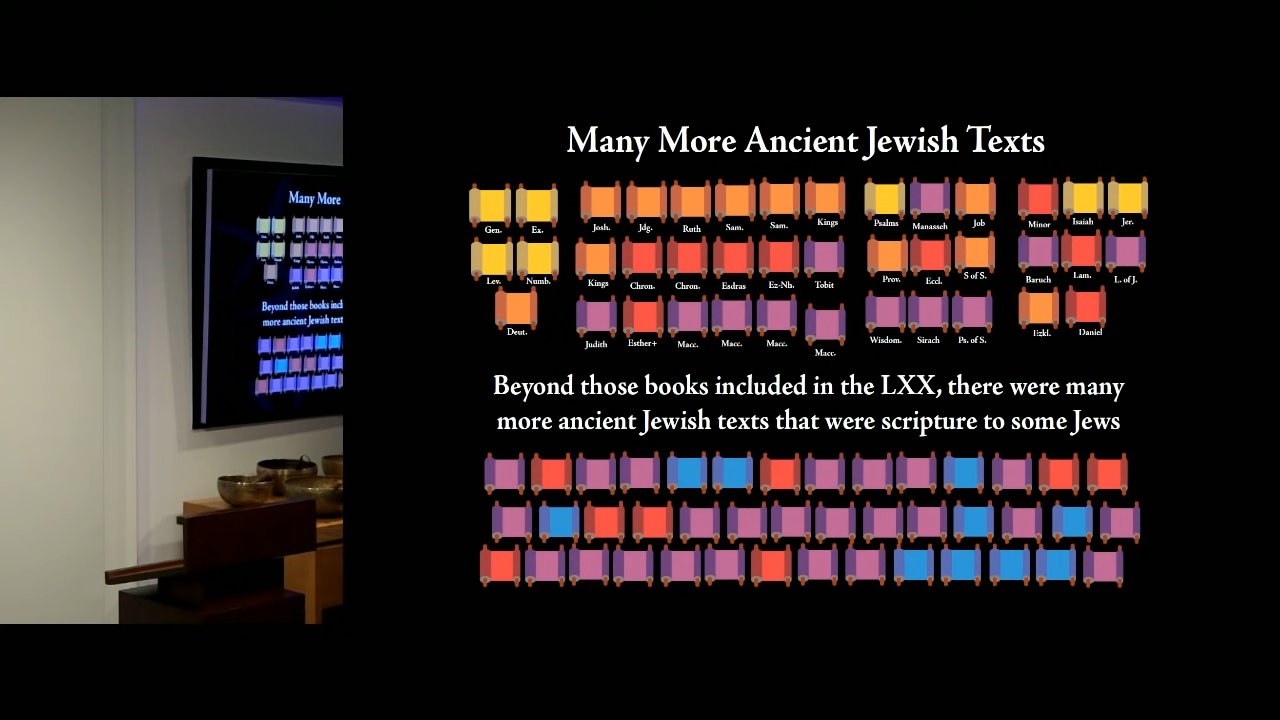 Many More Ancient Jewish Texts
Gen. Ex.
Lev. Numb.
Deut.
Josh. Jdg. Ruth Sam. Sam. Kings
Kings Chron. Chron. Esdras Ez-Nh. Tobit
Judith Esther+ Macc. Macc. Macc. Macc.
Psalms Manasseh Job
Prov. Eccl. S of S.
Wisdom. Sirach Ps. of S.
Minor Isaiah Jer.
Baruch Lam. L. of J.
Ezkl. Daniel
Beyond those books included in the LXX, there were many
more ancient Jewish texts that were scripture to some Jews
Many More
Beyond those books incl
more ancient Jewish text